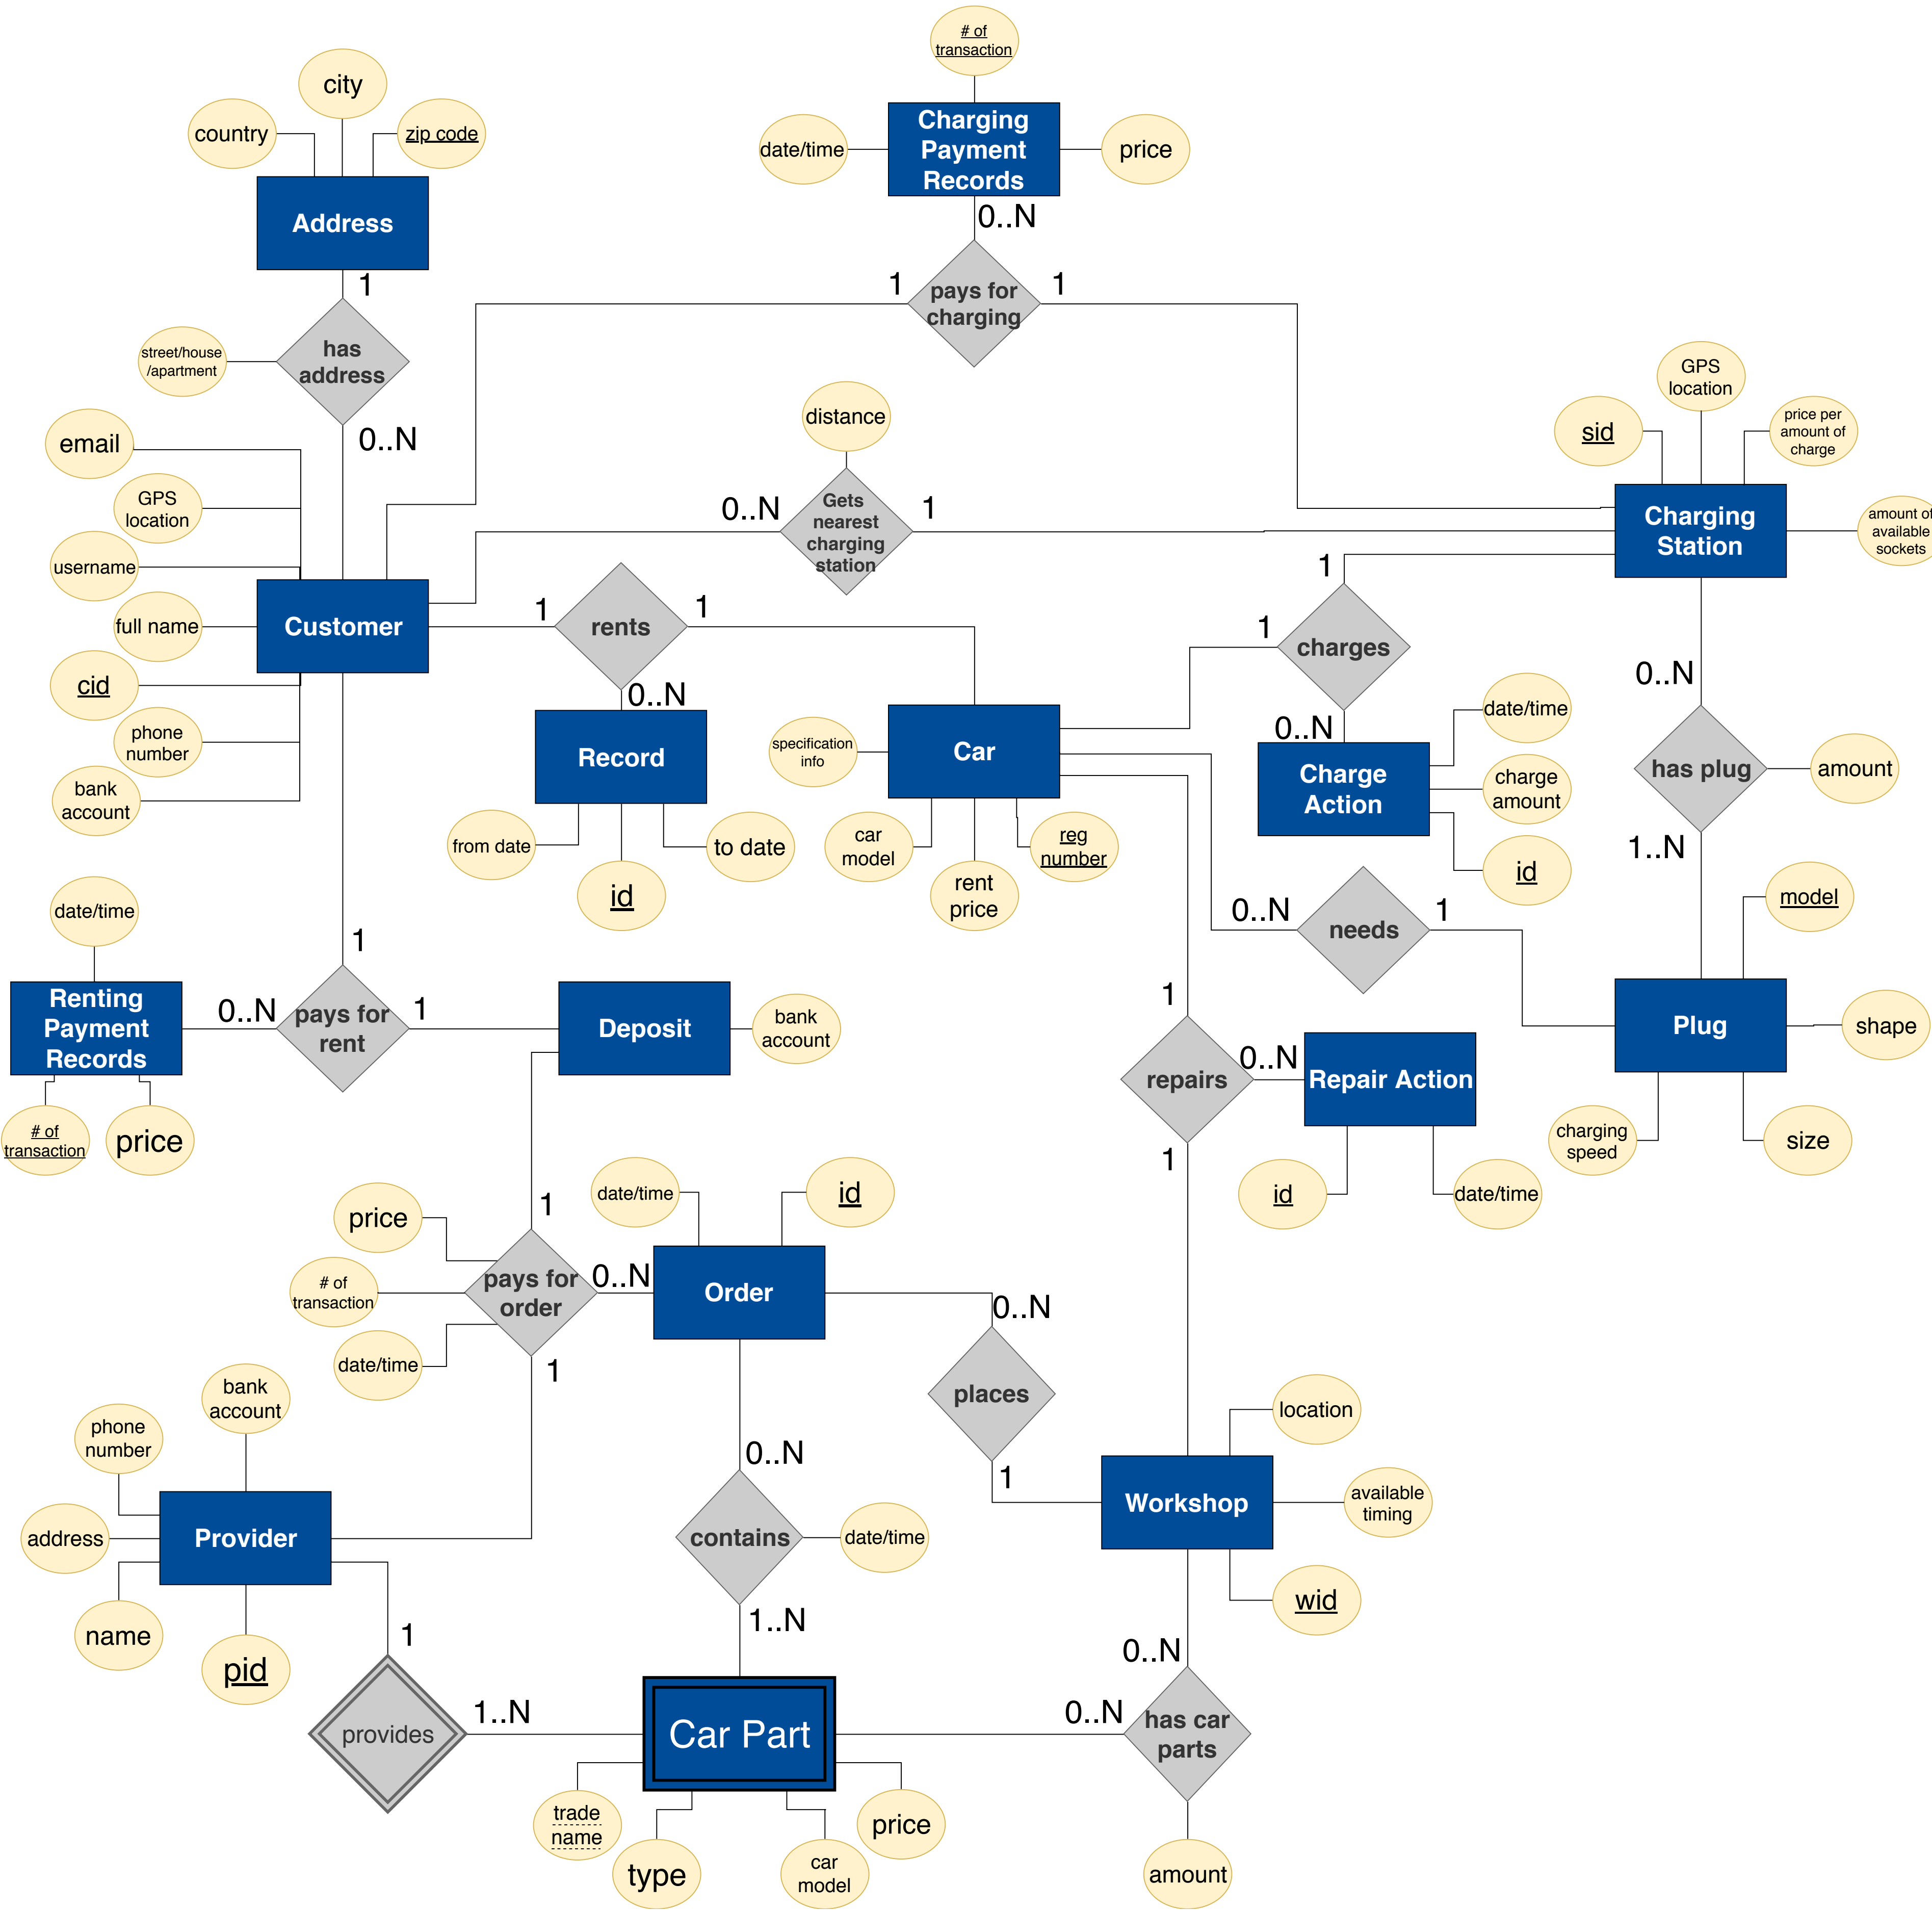 # of
transaction
city
country
zip code
Charging
Payment
Records
date/time
price
Address
0..N
1
1
pays for
charging
1
has
address
street/house
/apartment
GPS
location
sid
price per
amount of
charge
distance
email
0..N
GPS
location
0..N
Gets
nearest
charging
station
1
Charging
Station
amount of
available
sockets
username
full name
Customer
1
rents
1
1
1
charges
cid
0..N
0..N
phone
number
bank
account
Record
specification
info
Car
0..N
Charge
Action
date/time
charge
amount
id
has plug
amount
from date
to date
id
car
model
rent
price
reg
number
1..N
date/time
1
0..N
needs
1
model
Renting
Payment
Records
0..N
pays for
rent
1
Deposit
bank
account
1
repairs
0..N
Repair Action
Plug
shape
# of
transaction
price
1
charging
speed
size
id
date/time
price
1
date/time
id
# of
transaction
pays for
order
0..N
Order
0..N
date/time
1
places
bank
account
phone
number
location
0..N
1
Workshop
available
timing
address
Provider
contains
date/time
wid
name
pid
1
1..N
0..N
provides
1..N
Car Part
0..N
has car
parts
trade
name
type
car
model
price
amount